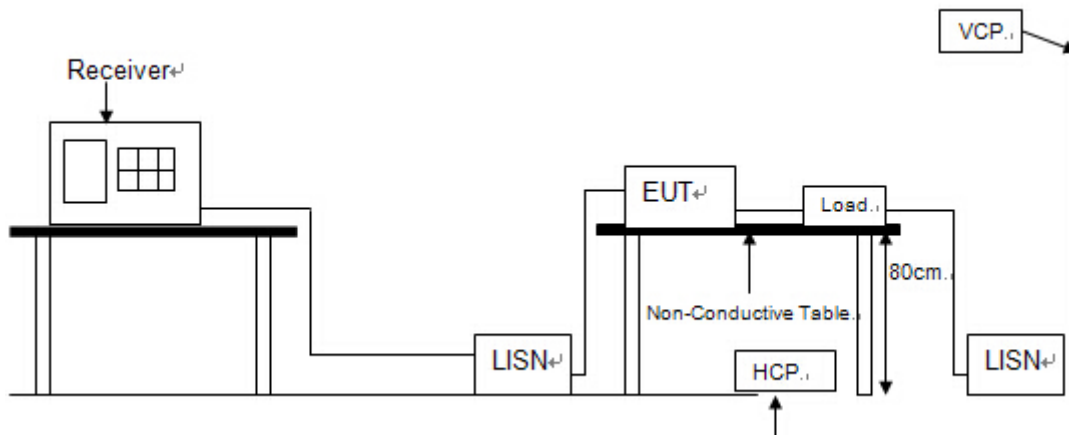 VCP.
Receiver
EUT
Load.
80cm.
Non-Conductive Table.
LISN
HCP.
LISN